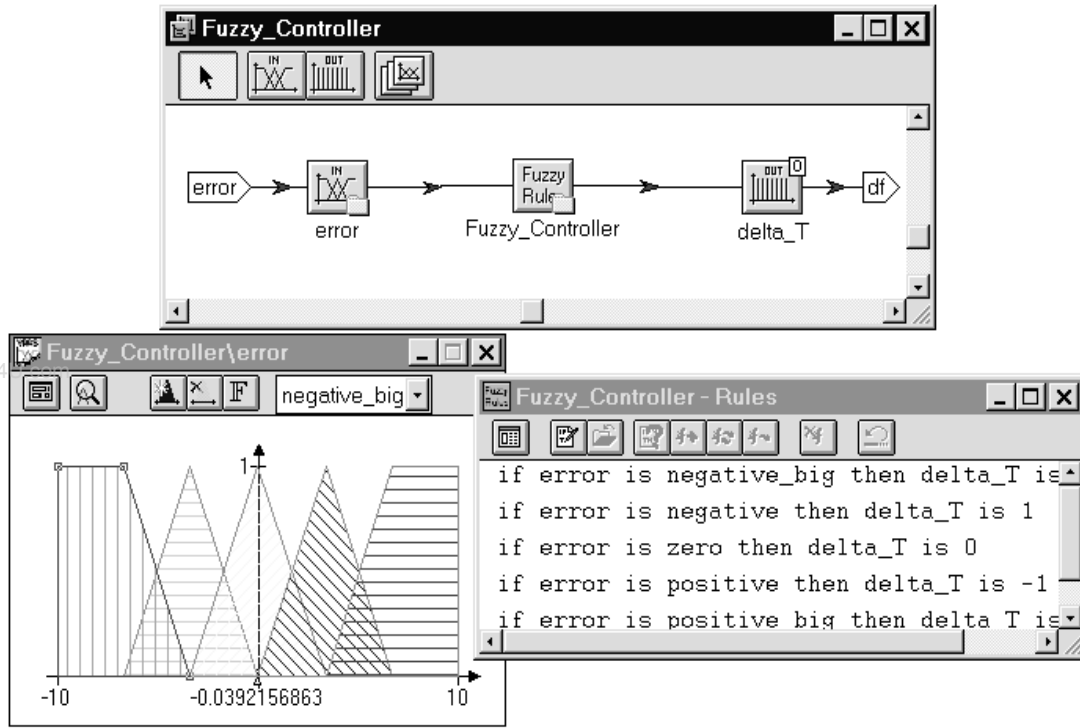 Fuzzy_Controller
IN
OUT
error
IN
Fuzzy
Rules
OUT
0
df
error
Fuzzy_Controller
delta_T
Fuzzy_Controller\error
F
negative_big
1
-10
-0.0392156863
10
Fuzzy_Controller - Rules
if error is negative_big then delta_T is
if error is negative then delta_T is 1
if error is zero then delta_T is 0
if error is positive then delta_T is -1
if error is positive big then delta T is